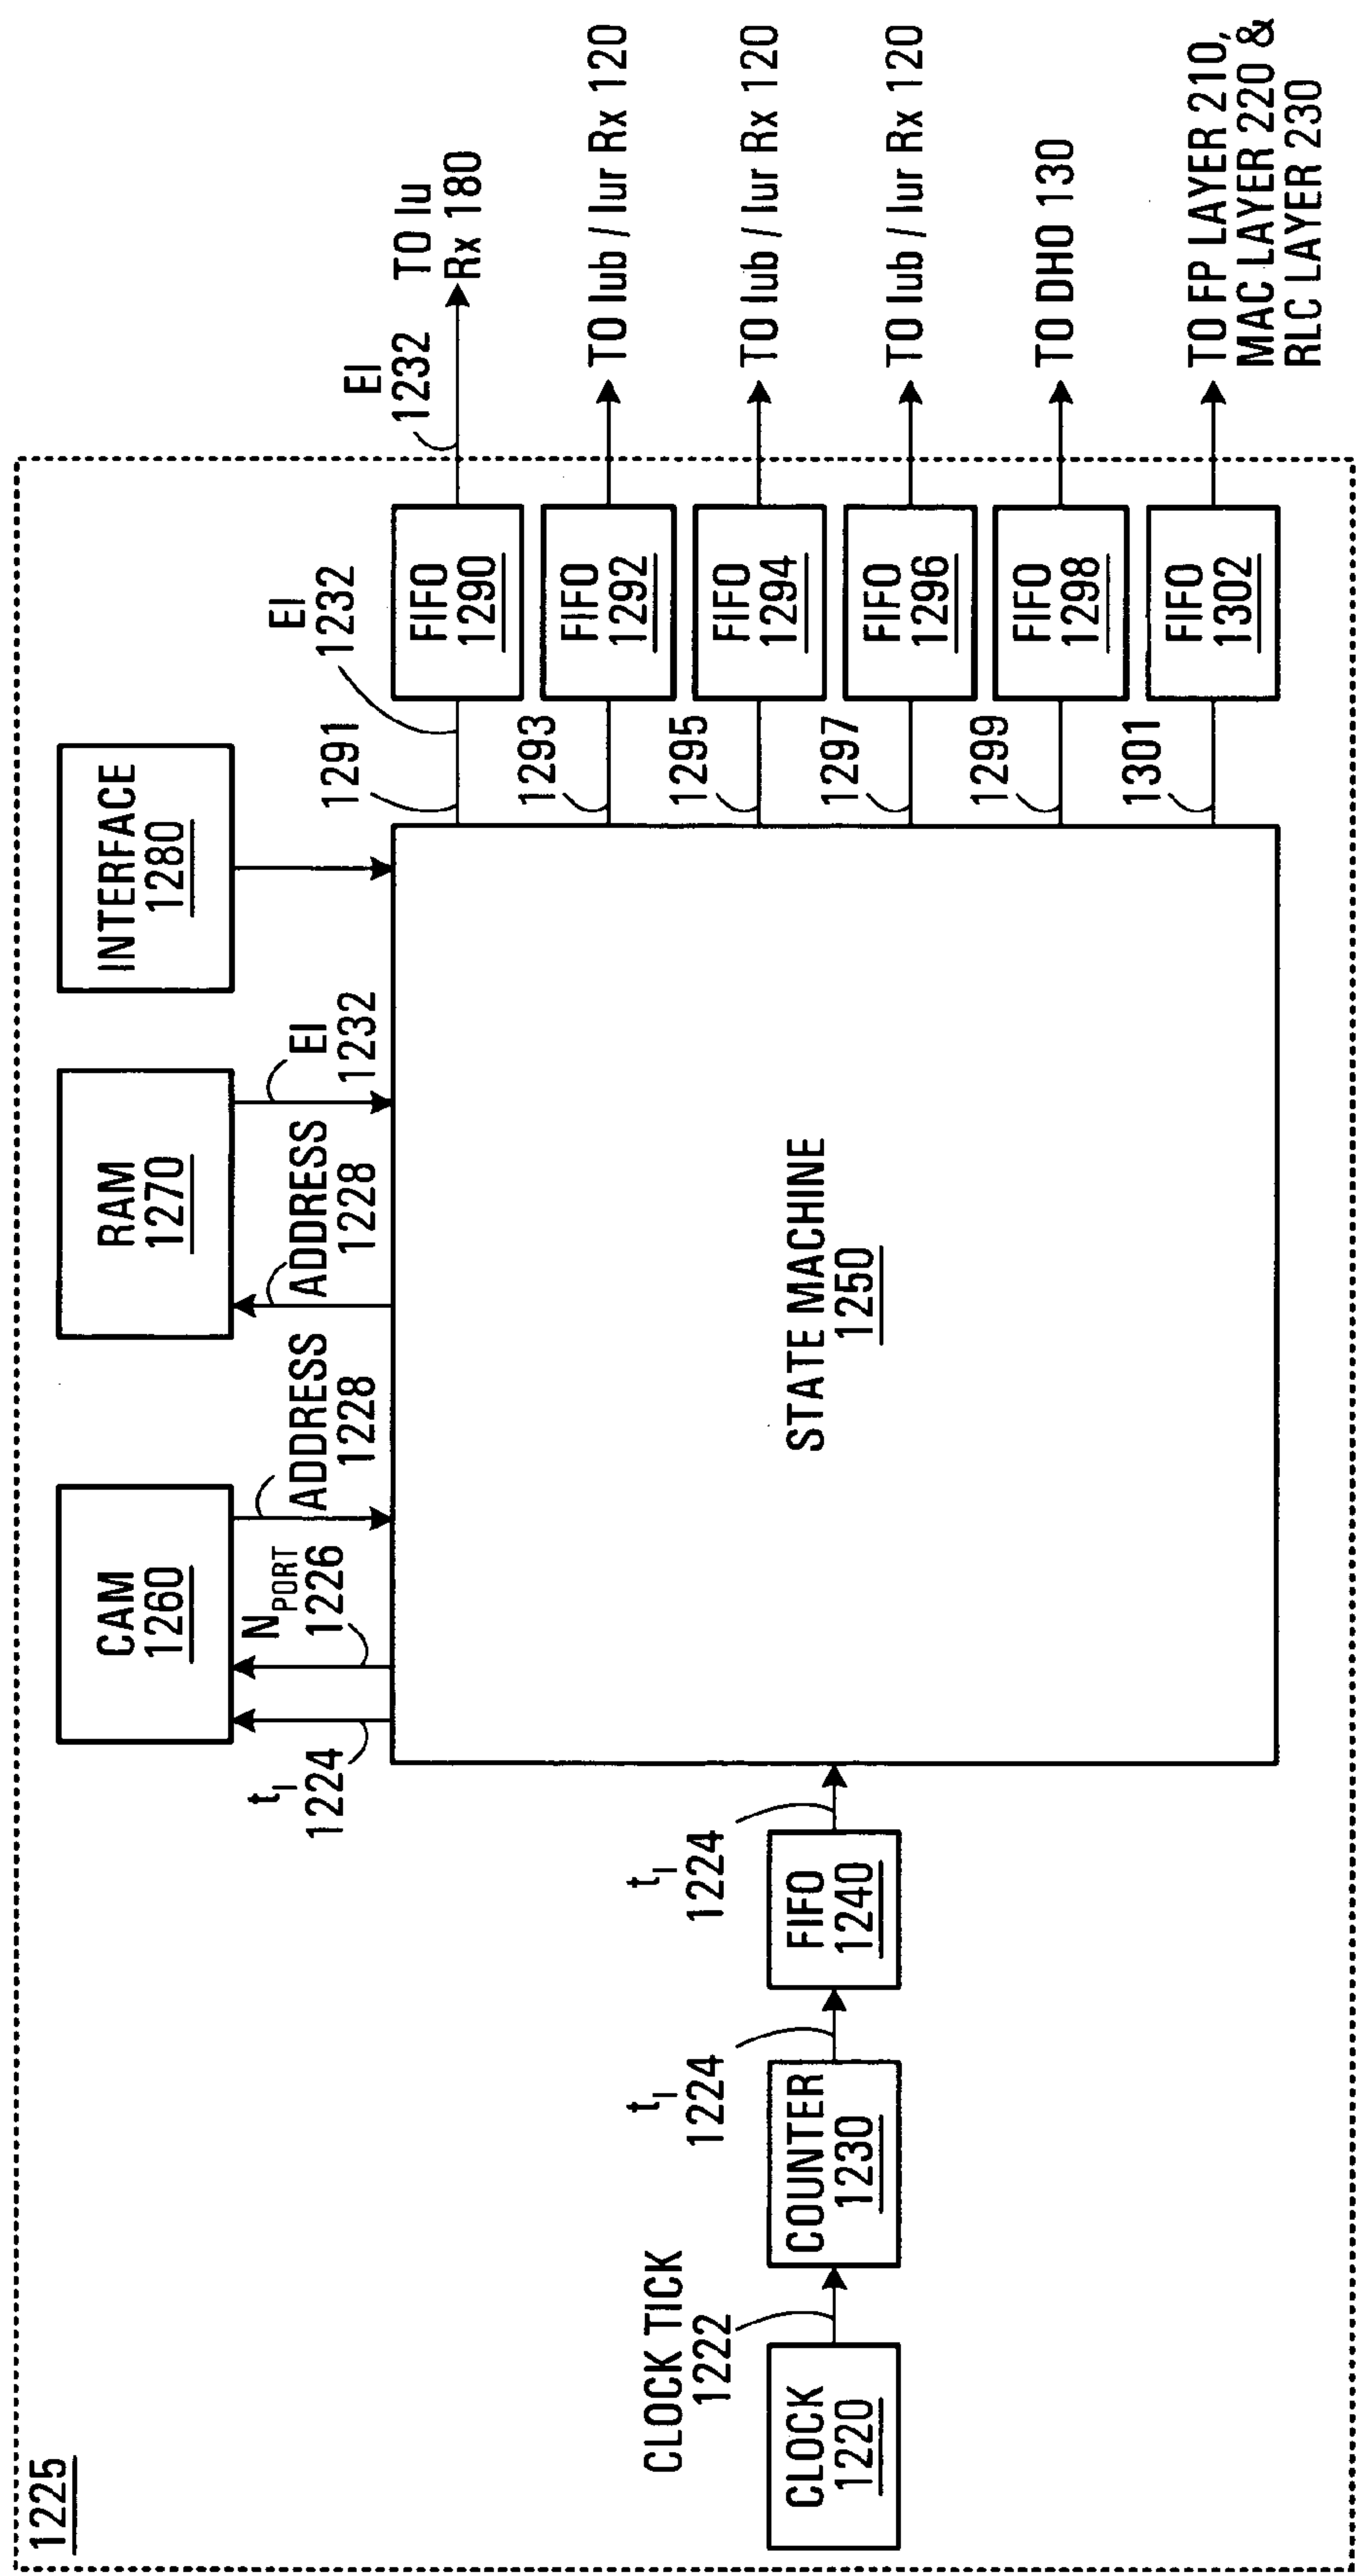 1225
CLOCK
1220
CLOCK TICK
1222
COUNTER
1230
tI
1224
FIFO
1240
tI
1224
STATE MACHINE
1250
tI
1224
NPORT
1226
CAM
1260
ADDRESS
1228
ADDRESS
1228
RAM
1270
EI
1232
INTERFACE
1280
1291
EI
1232
FIFO
1290
EI
1232
TO Iu
Rx 180
1293
FIFO
1292
TO Iub / Iur Rx 120
1295
FIFO
1294
TO Iub / Iur Rx 120
1297
FIFO
1296
TO Iub / Iur Rx 120
1299
FIFO
1298
TO DHO 130
1301
FIFO
1302
TO FP LAYER 210,
MAC LAYER 220 &
RLC LAYER 230